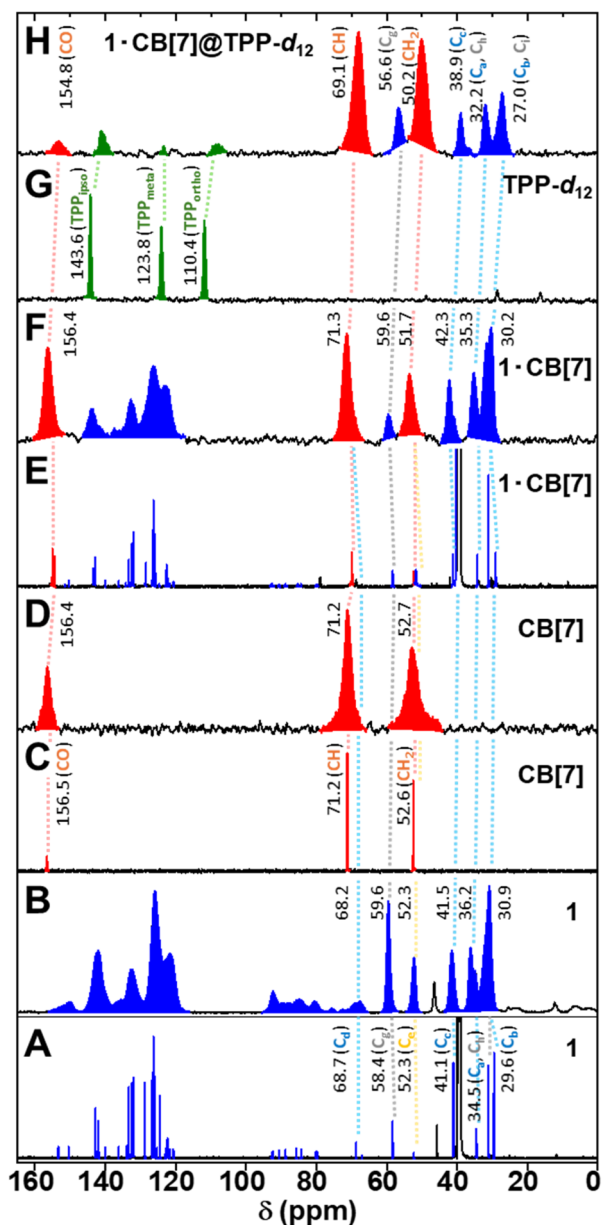 H
1·CB[7]@TPP-d12
154.8 (CO)
69.1 (CH)
56.6 (Cg)
50.2 (CH2)
38.9 (Cc)
32.2 (Ca, Ch)
27.0 (Cb, Ci)
G
TPP-d12
143.6 (TPPipso)
123.8 (TPPmeta)
110.4 (TPPortho)
F
1·CB[7]
156.4
71.3
59.6
51.7
42.3
35.3
30.2
E
1·CB[7]
D
CB[7]
156.4
71.2
52.7
C
CB[7]
156.5 (CO)
71.2 (CH)
52.6 (CH2)
B
1
68.2
59.6
52.3
41.5
36.2
30.9
A
1
68.7 (Cd)
58.4 (Cg)
52.3 (Ce)
41.1 (Cc)
34.5 (Ca, Ch)
29.6 (Cb)
160 140 120 100 80 60 40 20 0
δ (ppm)